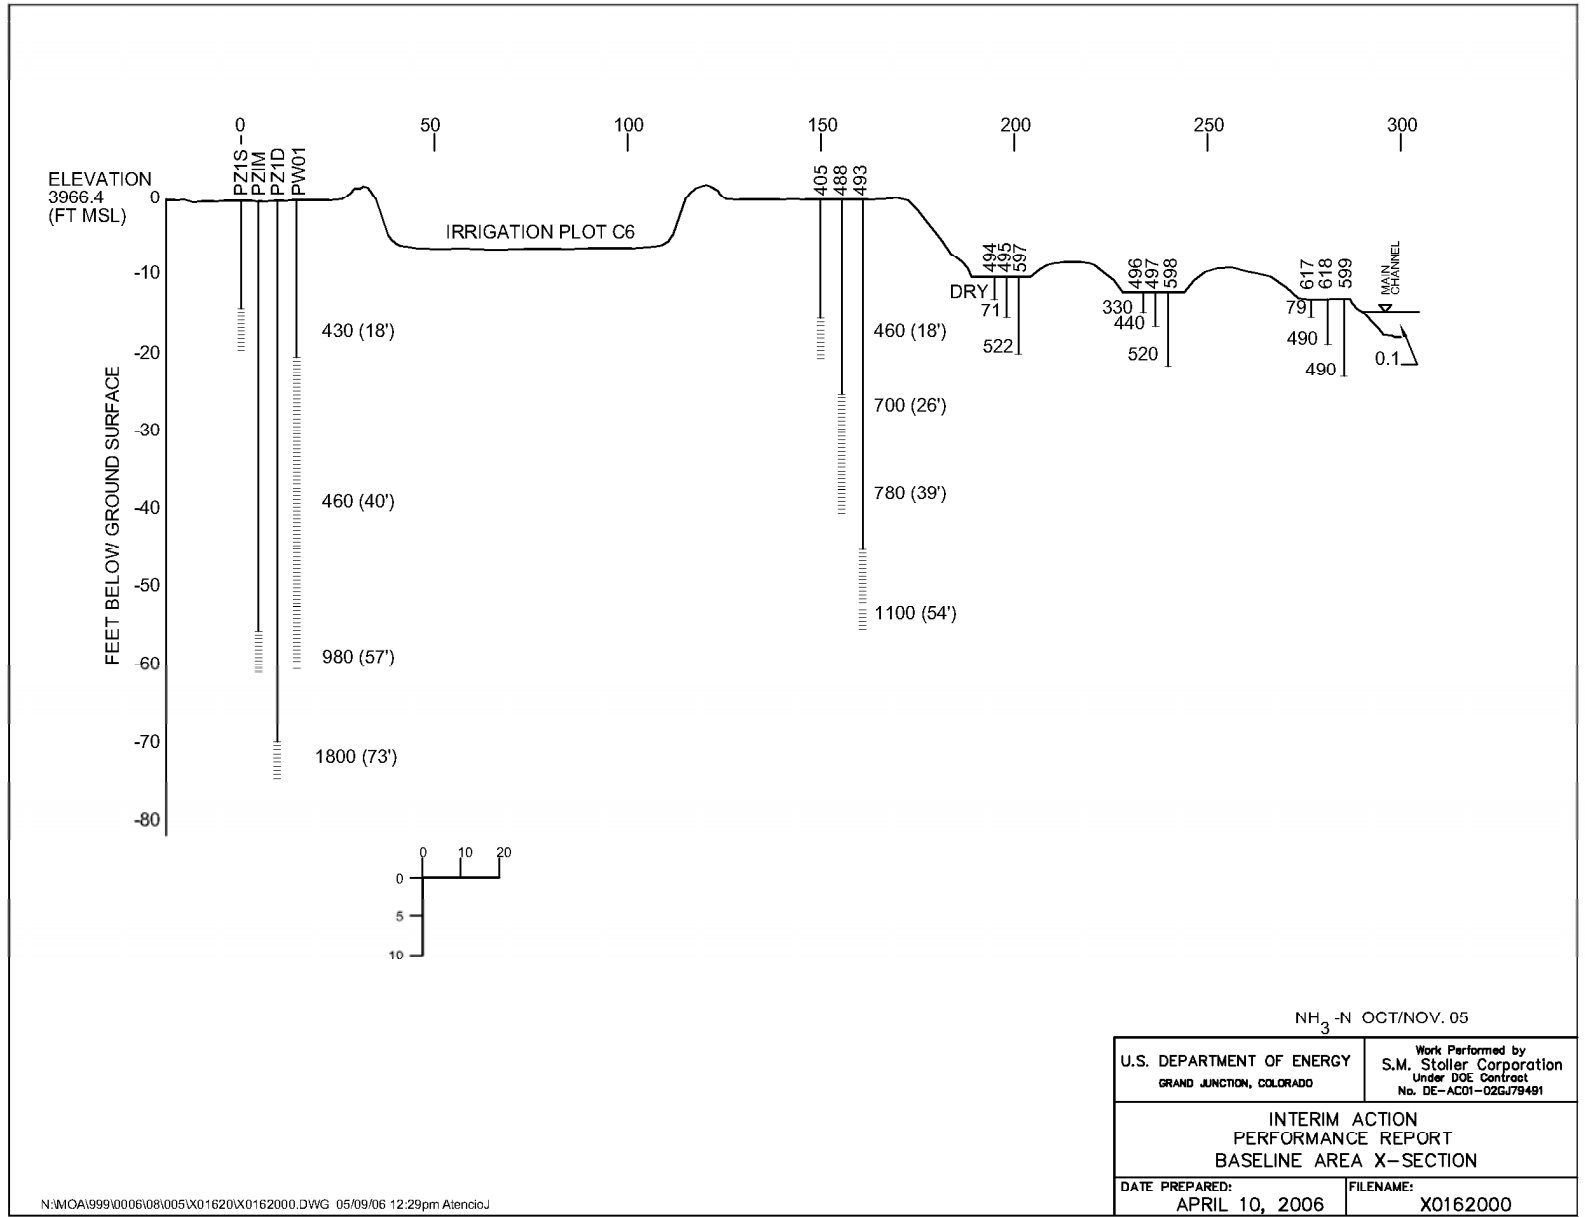 0 50 100 150 200 250 300
PZ1S
PZIM
PZ1D
PW01
405
488
493
ELEVATION
3966.4
(FT MSL)
0
IRRIGATION PLOT C6
494
495
597
496
497
598
617
618
599
MAIN
CHANNEL
-10
DRY
71
522
330
440
520
79
490
490
0.1
430 (18')
460 (18')
-20
FEET BELOW GROUND SURFACE
700 (26')
-30
780 (39')
460 (40')
-40
-50
1100 (54')
980 (57')
-60
-70
1800 (73')
-80
0 10 20
0
5
10
NH3-N OCT/NOV. 05
U.S. DEPARTMENT OF ENERGY
GRAND JUNCTION, COLORADO
Work Performed by
S.M. Stoller Corporation
Under DOE Contract
No. DE-AC01-02GJ79491
INTERIM ACTION
PERFORMANCE REPORT
BASELINE AREA X-SECTION
DATE PREPARED:
APRIL 10, 2006
FILENAME:
X0162000
N:\MOA\999\0006\08\005\X01620\X0162000.DWG 05/09/06 12:29pm AtencioJ